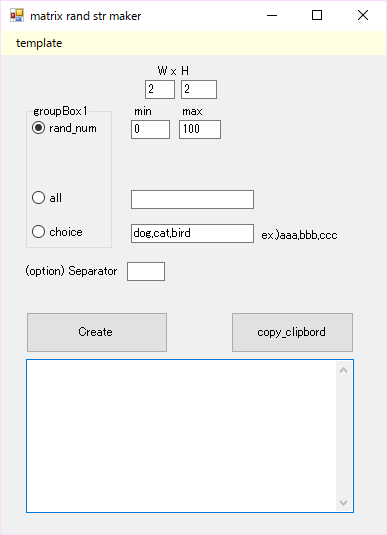 matrix rand str maker
template
W x H
2 2
groupBox1 min max
rand_num 0 100
all
choice dog,cat,bird ex.)aaa,bbb,ccc
(option) Separator
Create copy_clipbord